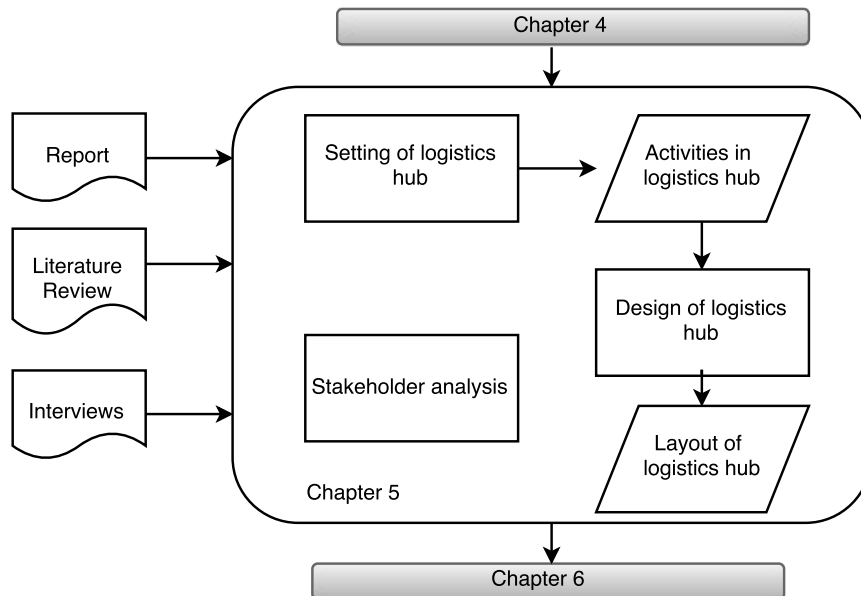 Chapter 4
Report
Setting of logistics
hub
Activities in
logistics hub
Literature
Review
Design of logistics
hub
Stakeholder analysis
Interviews
Layout of
logistics hub
Chapter 5
Chapter 6